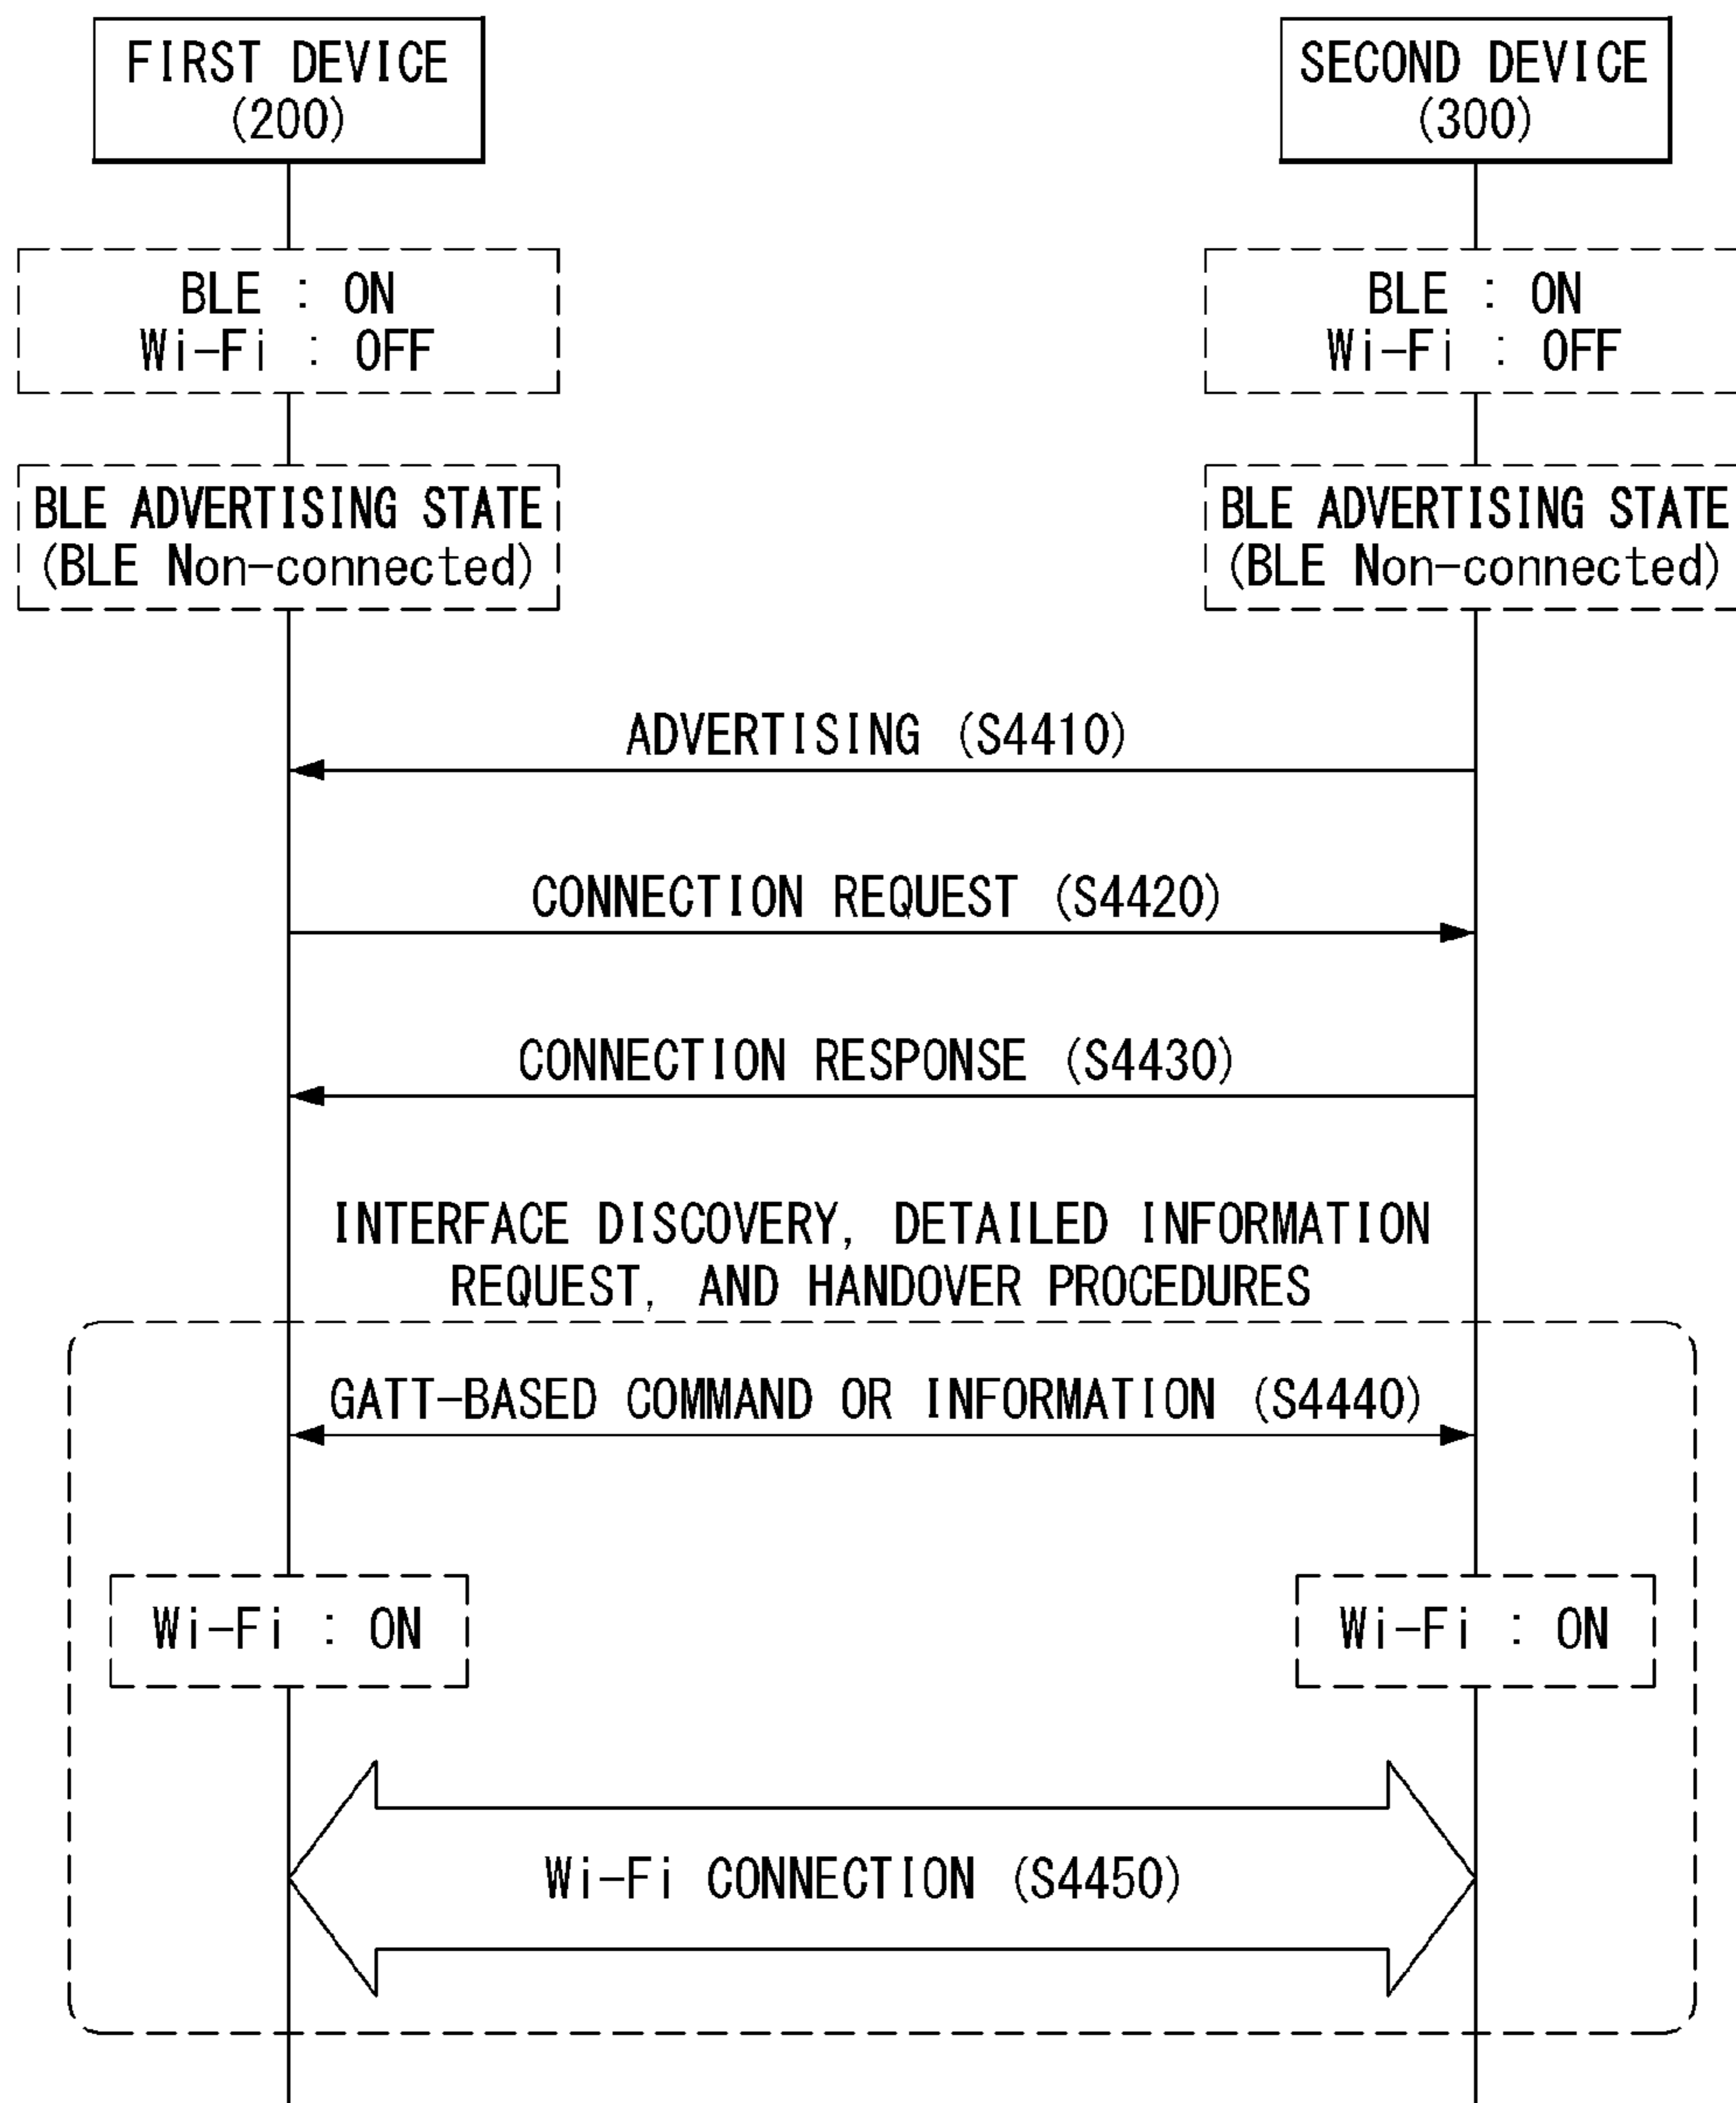 FIRST DEVICE
(200)
SECOND DEVICE
(300)
BLE : ON
Wi-Fi : OFF
BLE : ON
Wi-Fi : OFF
BLE ADVERTISING STATE
(BLE Non-connected)
BLE ADVERTISING STATE
(BLE Non-connected)
ADVERTISING (S4410)
CONNECTION REQUEST (S4420)
CONNECTION RESPONSE (S4430)
INTERFACE DISCOVERY, DETAILED INFORMATION
REQUEST, AND HANDOVER PROCEDURES
GATT-BASED COMMAND OR INFORMATION (S4440)
Wi-Fi : ON
Wi-Fi : ON
Wi-Fi CONNECTION (S4450)